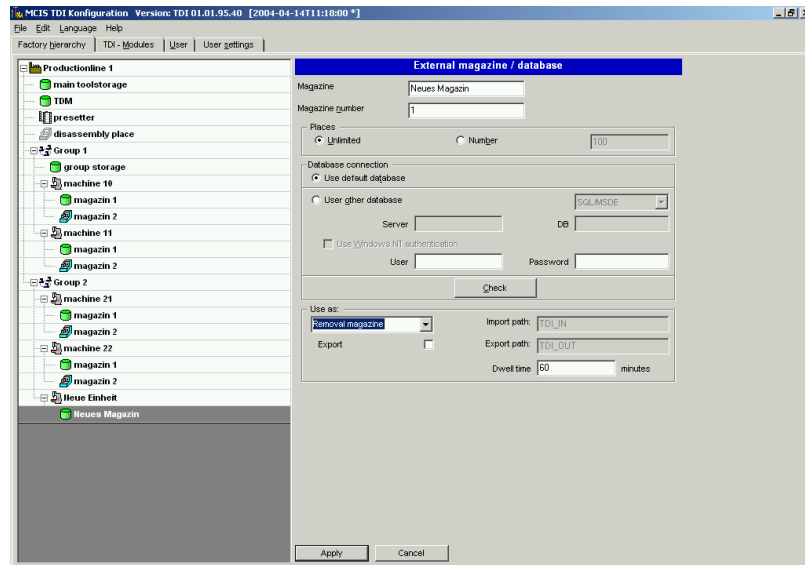 MCIS TDI Konfiguration Version: TDI 01.01.95.40 [2004-04-14T11:18:00 *]
File Edit Language Help
Factory hierarchy TDI - Modules User User settings
Productionline 1
main toolstorage
TDM
presetter
disassembly place
Group 1
group storage
machine 10
magazin 1
magazin 2
machine 11
magazin 1
magazin 2
Group 2
machine 21
magazin 1
magazin 2
machine 22
magazin 1
magazin 2
Neue Einheit
Neues Magazin
External magazine / database
Magazine Neues Magazin
Magazine number 1
Places
Unlimited Number 100
Database connection
Use default database
User other database SQL/MSDE
Server DB
Use Windows NT authentication
User Password
Check
Use as:
Removal magazine Import path: TDI_IN
Export Export path: TDI_OUT
Dwell time 60 minutes
Apply Cancel